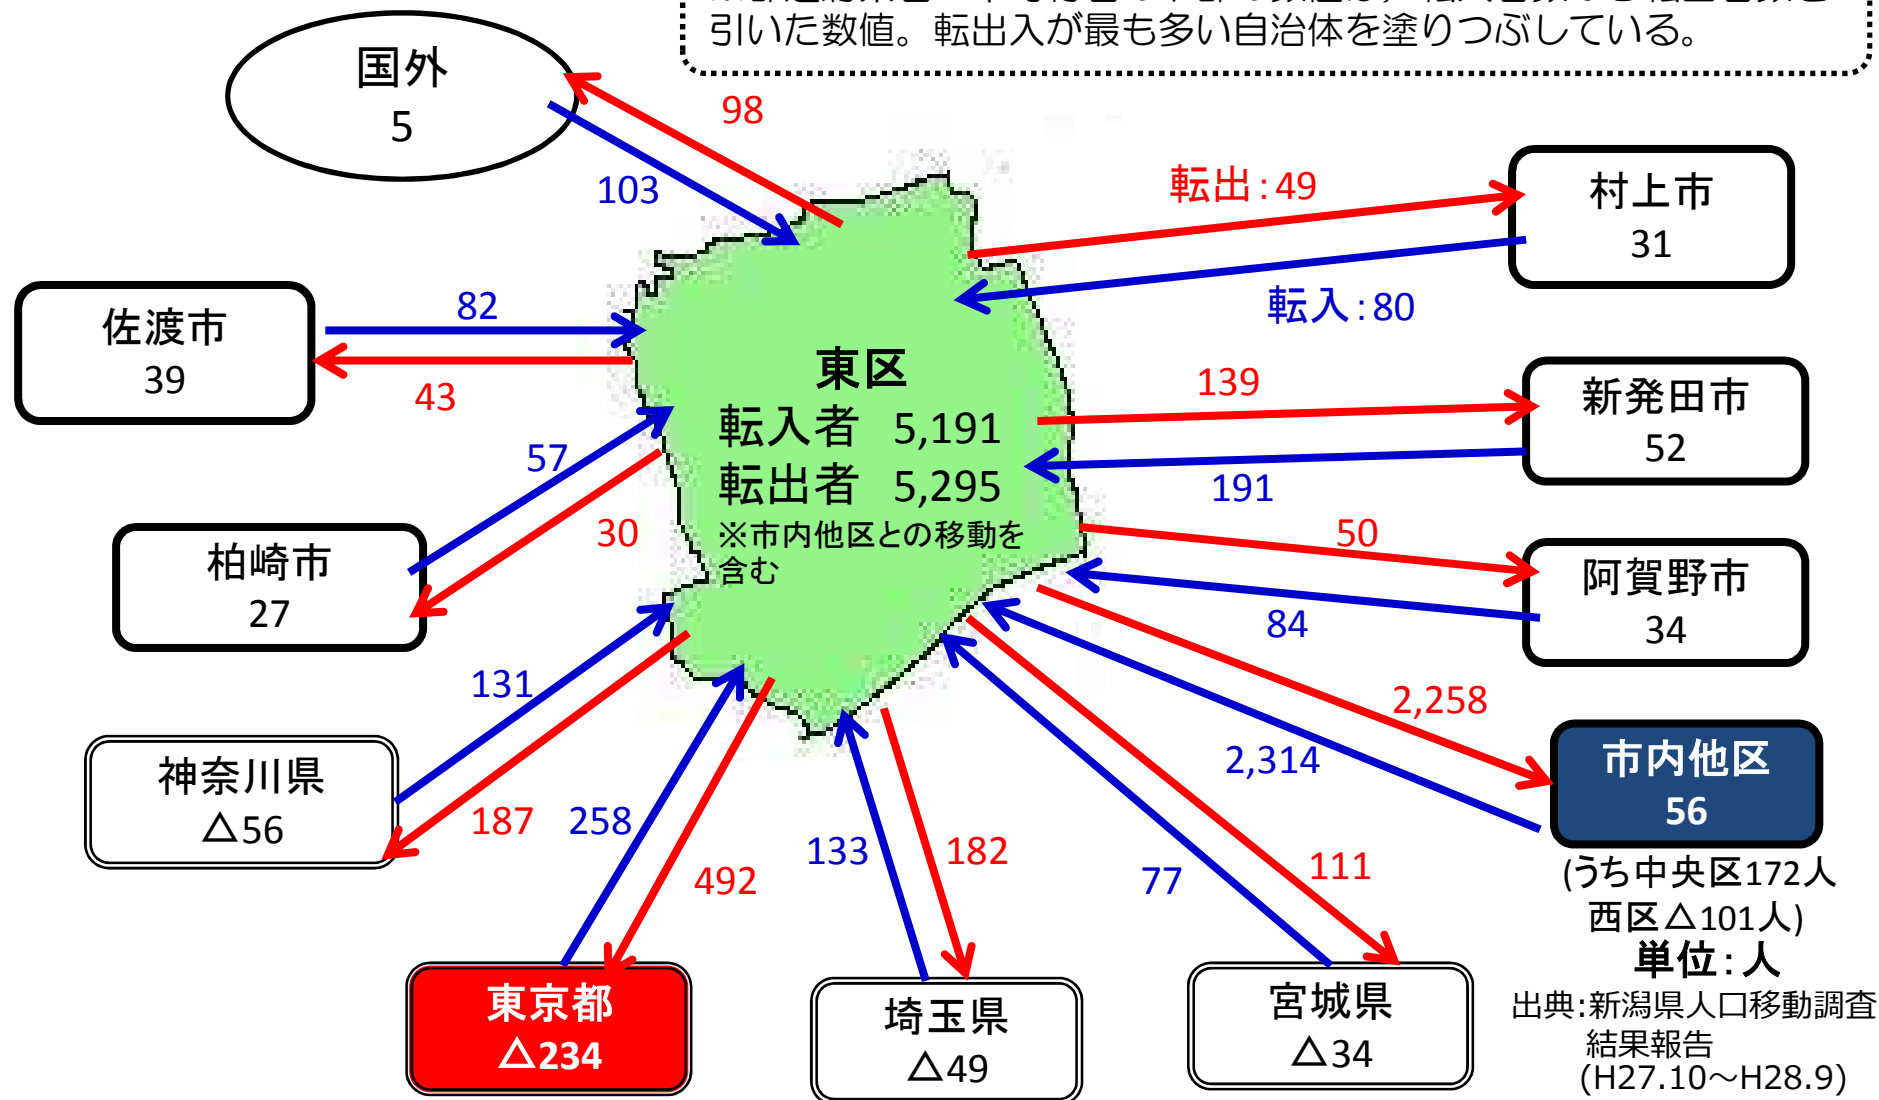 引いた数値。転出入が最も多い自治体を塗りつぶしている。
国外
5
98
103
転出：49
村上市
31
転入：80
佐渡市
39
82
43
東区
転入者 5,191
転出者 5,295
※市内他区との移動を
含む
139
新発田市
52
191
57
30
柏崎市
27
50
阿賀野市
34
84
131
神奈川県
△56
187
2,258
2,314
市内他区
56
(うち中央区172人
西区△101人)
258
492
133
182
77
111
東京都
△234
埼玉県
△49
宮城県
△34
単位：人
出典：新潟県人口移動調査
結果報告
(H27.10～H28.9)